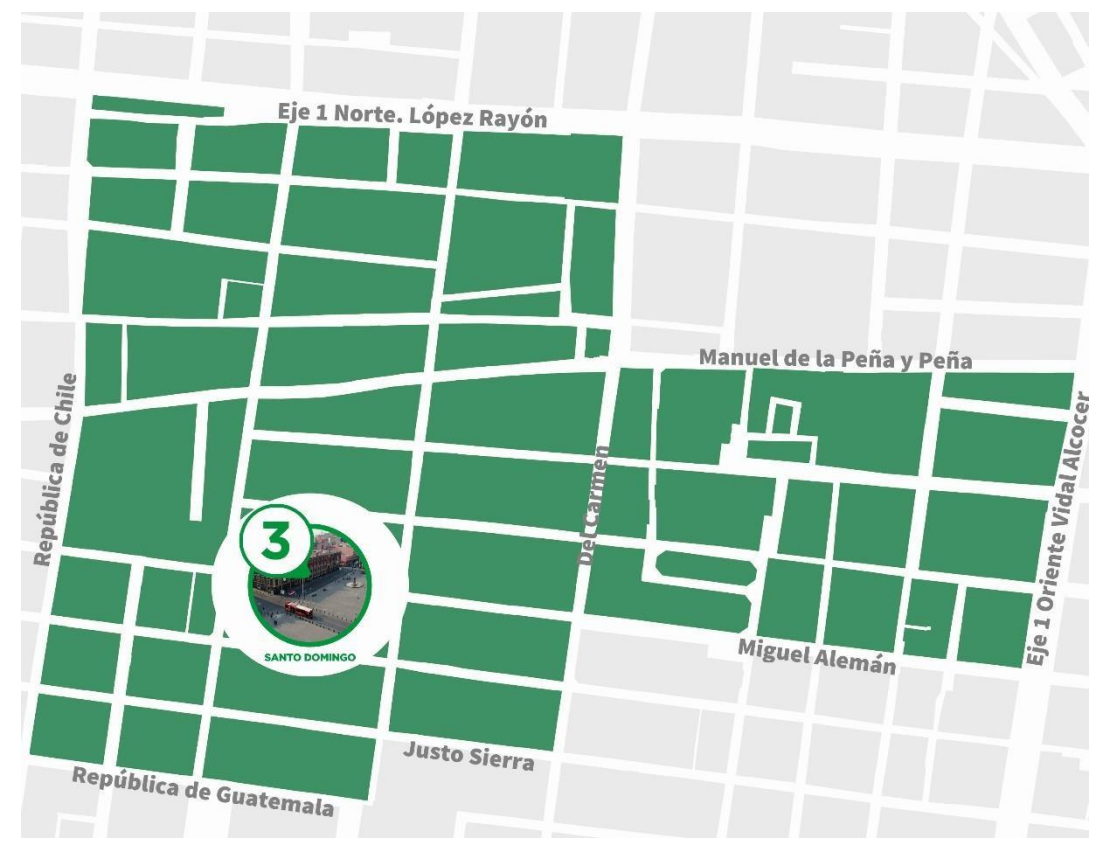 Eje 1 Norte. López Rayón
Manuel de la Peña y Peña
República de Chile
Del Carmen
Eje 1 Oriente Vidal Alcocer
3
SANTO DOMINGO
Miguel Alemán
Justo Sierra
República de Guatemala